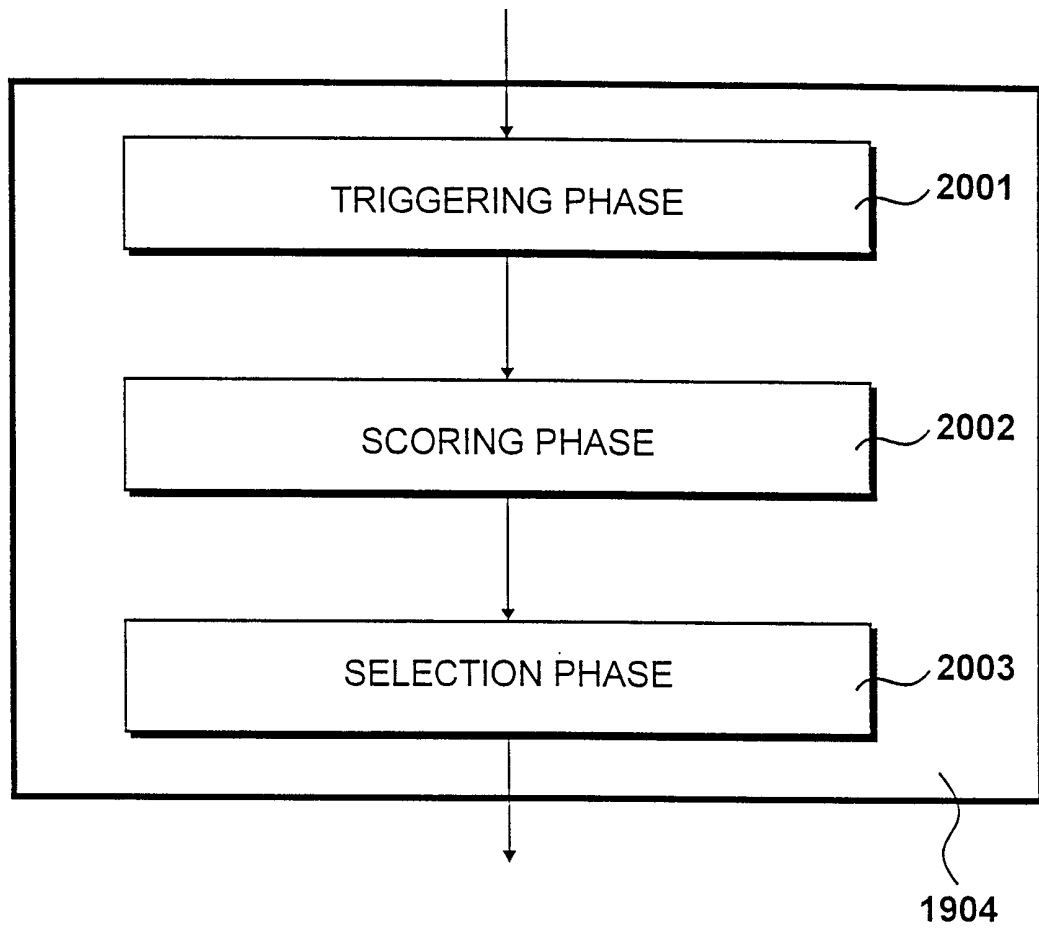 TRIGGERING PHASE
2001
SCORING PHASE
2002
SELECTION PHASE
2003
1904